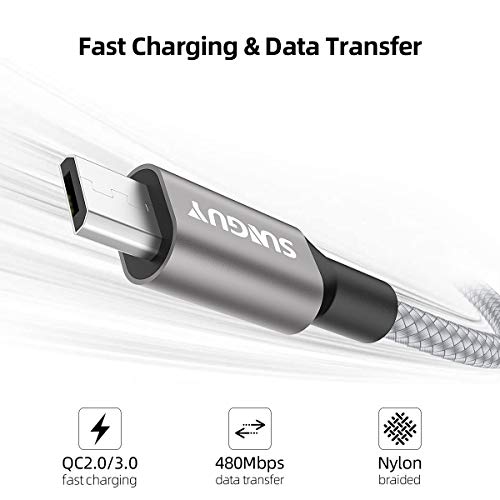 Fast Charging & Data Transfer
SUNGUY
QC2.0/3.0
fast charging
480Mbps
data transfer
Nylon
braided